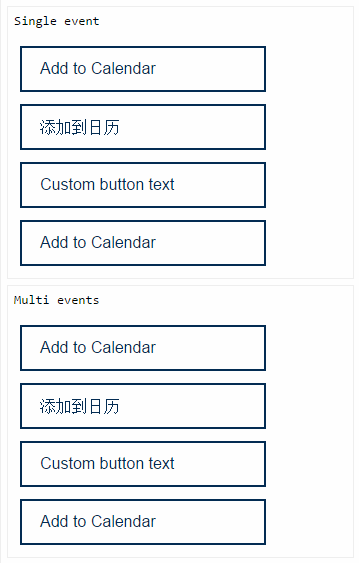 Single event
Add to Calendar
添加到日历
Custom button text
Add to Calendar
Multi events
Add to Calendar
添加到日历
Custom button text
Add to Calendar